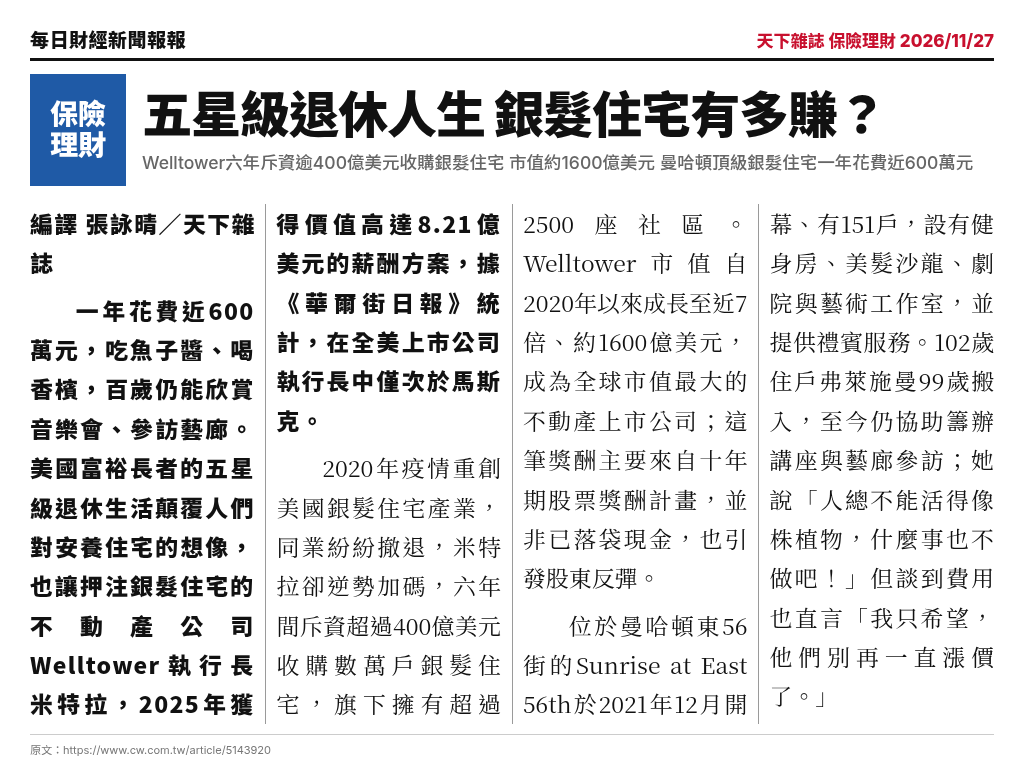 每日財經新聞報報
天下雜誌 保險理財 2026/11/27
保險
理財
五星級退休人生 銀髮住宅有多賺？
Welltower六年斥資逾400億美元收購銀髮住宅 市值約1600億美元 曼哈頓頂級銀髮住宅一年花費近600萬元
編譯 張詠晴／天下雜
誌
一年花費近600
萬元，吃魚子醬、喝
香檳，百歲仍能欣賞
音樂會、參訪藝廊。
美國富裕長者的五星
級退休生活顛覆人們
對安養住宅的想像，
也讓押注銀髮住宅的
不動產公司
Welltower執行長
米特拉，2025年獲
得價值高達8.21億
美元的薪酬方案，據
《華爾街日報》統
計，在全美上市公司
執行長中僅次於馬斯
克。
2020年疫情重創
美國銀髮住宅產業，
同業紛紛撤退，米特
拉卻逆勢加碼，六年
間斥資超過400億美元
收購數萬戶銀髮住
宅，旗下擁有超過
2500座社區。
Welltower市值自
2020年以來成長至近7
倍、約1600億美元，
成為全球市值最大的
不動產上市公司；這
筆獎酬主要來自十年
期股票獎酬計畫，並
非已落袋現金，也引
發股東反彈。
位於曼哈頓東56
街的Sunrise at East
56th於2021年12月開
幕、有151戶，設有健
身房、美髮沙龍、劇
院與藝術工作室，並
提供禮賓服務。102歲
住戶弗萊施曼99歲搬
入，至今仍協助籌辦
講座與藝廊參訪；她
說「人總不能活得像
株植物，什麼事也不
做吧！」但談到費用
也直言「我只希望，
他們別再一直漲價
了。」
原文：https://www.cw.com.tw/article/5143920